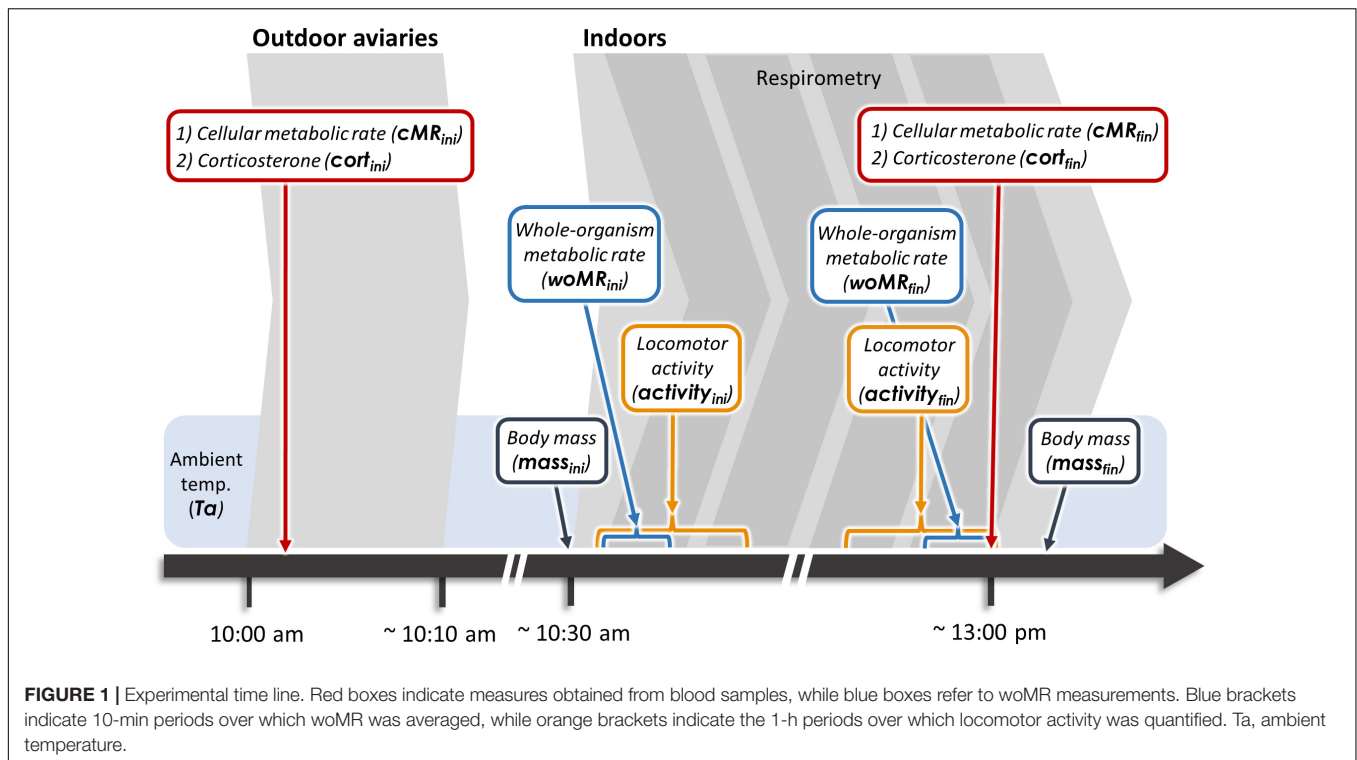 Outdoor aviaries
Indoors
Respirometry
1) Cellular metabolic rate (cMRini)
2) Corticosterone (cortini)
1) Cellular metabolic rate (cMRfin)
2) Corticosterone (cortfin)
Whole-organism
metabolic rate
(woMRini)
Whole-organism
metabolic rate
(woMRfin)
Locomotor
activity
(activityini)
Locomotor
activity
(activityfin)
Body mass
(massini)
Body mass
(massfin)
Ambient
temp.
(Ta)
10:00 am
~ 10:10 am
~ 10:30 am
~ 13:00 pm
FIGURE 1 | Experimental time line. Red boxes indicate measures obtained from blood samples, while blue boxes refer to woMR measurements. Blue brackets
indicate 10-min periods over which woMR was averaged, while orange brackets indicate the 1-h periods over which locomotor activity was quantified. Ta, ambient
temperature.